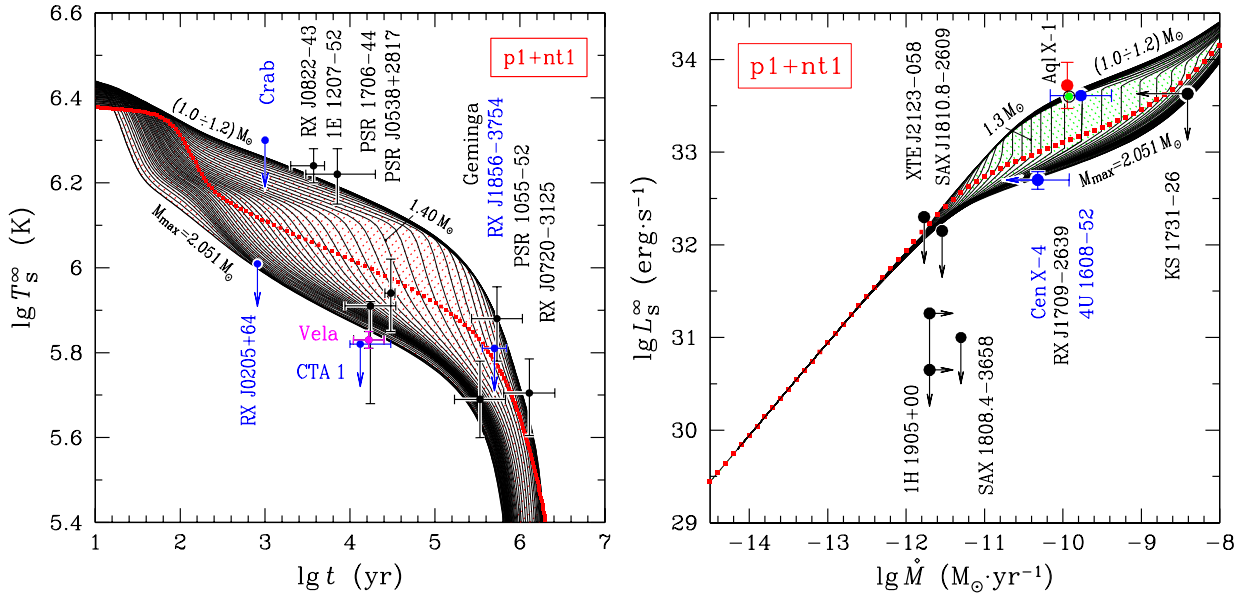 p1+nt1
Crab
RX J0822−43
1E 1207−52
PSR 1706−44
PSR J0538+2817
Geminga
RX J1856−3754
PSR 1055−52
RX J0720−3125
(1.0÷1.2) M⊙
1.40 M⊙
Mmax=2.051 M⊙
RX J0205+64
Vela
CTA 1
6.6
6.4
6.2
6
5.8
5.6
5.4
lg Ts∞ (K)
1 2 3 4 5 6 7
lg t (yr)
p1+nt1
XTE J2123−058
SAX J1810.8−2609
Aql X-1
(1.0÷1.2) M⊙
1.3 M⊙
Mmax=2.051 M⊙
KS 1731−26
Cen X-4
RX J1709−2639
4U 1608−52
1H 1905+00
SAX 1808.4−3658
34
33
32
31
30
29
lg Ls∞ (erg·s−1)
−14 −13 −12 −11 −10 −9 −8
lg Ṁ (M⊙·yr−1)